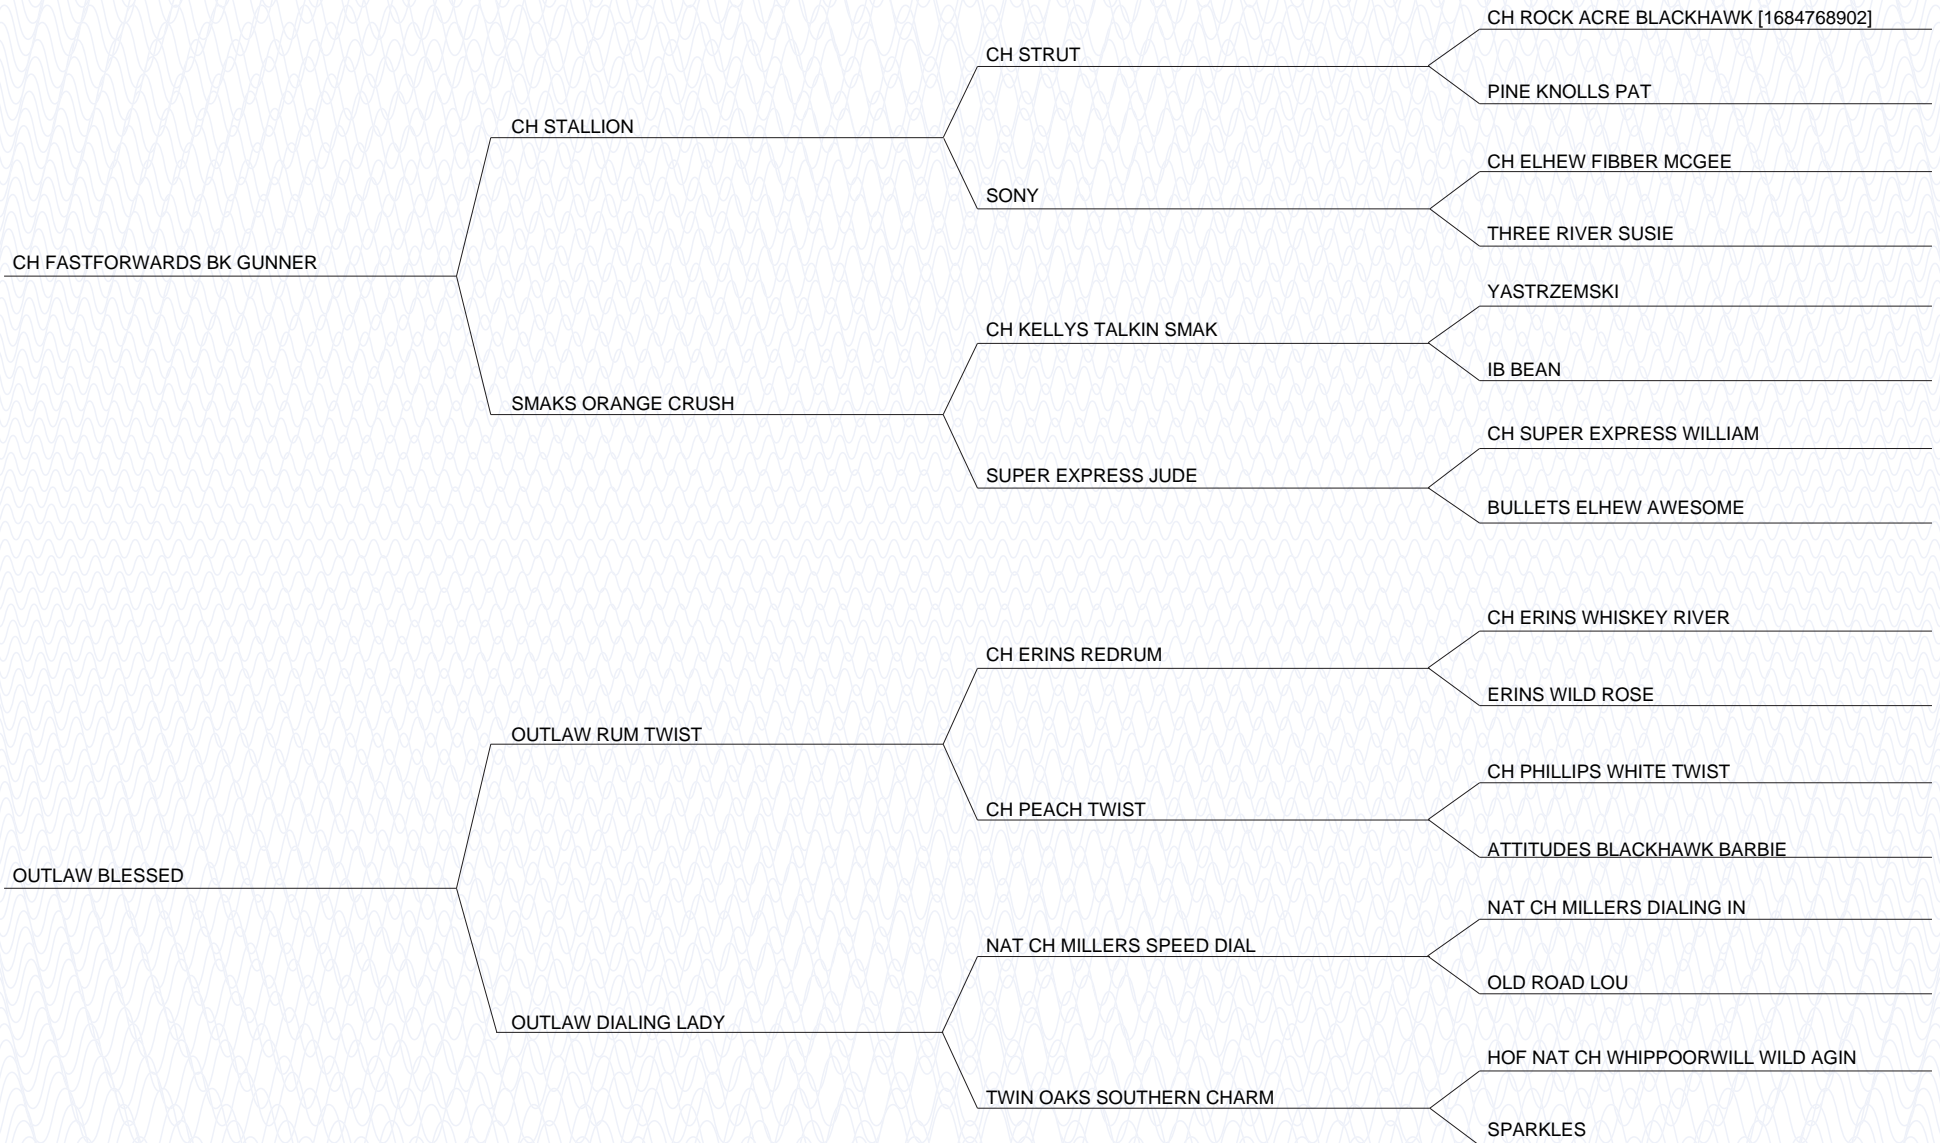 CH ROCK ACRE BLACKHAWK [1684768902]
CH STRUT
PINE KNOLLS PAT
CH STALLION
CH ELHEW FIBBER MCGEE
SONY
THREE RIVER SUSIE
CH FASTFORWARDS BK GUNNER
YASTRZEMSKI
CH KELLYS TALKIN SMAK
IB BEAN
SMAKS ORANGE CRUSH
CH SUPER EXPRESS WILLIAM
SUPER EXPRESS JUDE
BULLETS ELHEW AWESOME
CH ERINS WHISKEY RIVER
CH ERINS REDRUM
ERINS WILD ROSE
OUTLAW RUM TWIST
CH PHILLIPS WHITE TWIST
CH PEACH TWIST
ATTITUDES BLACKHAWK BARBIE
OUTLAW BLESSED
NAT CH MILLERS DIALING IN
NAT CH MILLERS SPEED DIAL
OLD ROAD LOU
OUTLAW DIALING LADY
HOF NAT CH WHIPPOORWILL WILD AGIN
TWIN OAKS SOUTHERN CHARM
SPARKLES